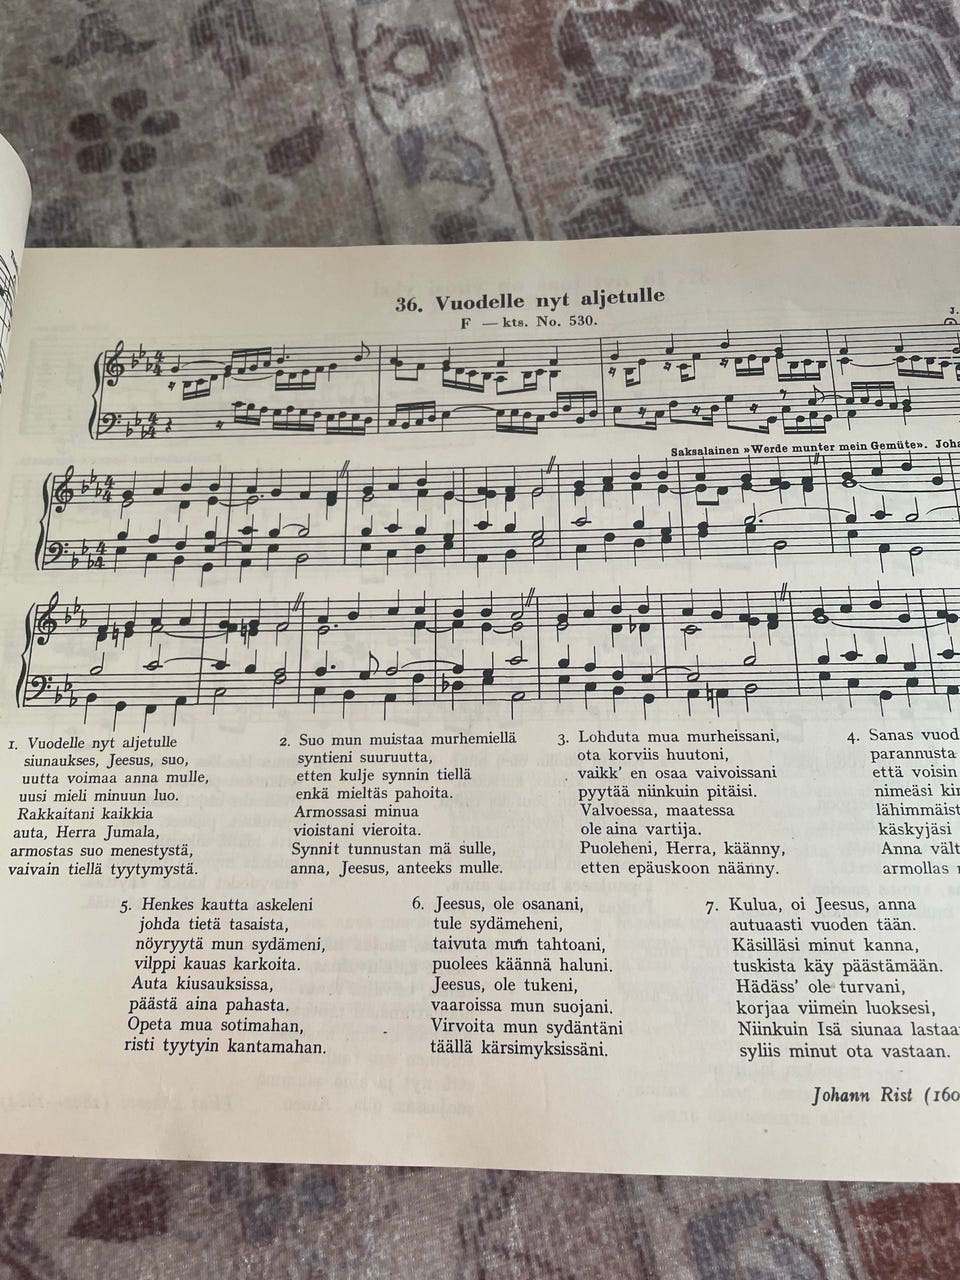 36. Vuodelle nyt aljetulle
F — kts. No. 530.
J.
Saksalainen »Werde munter mein Gemüte». Joha
1. Vuodelle nyt aljetulle
siunaukses, Jeesus, suo,
uutta voimaa anna mulle,
uusi mieli minuun luo.
Rakkaitani kaikkia
auta, Herra Jumala,
armostas suo menestystä,
vaivain tiellä tyytymystä.
2. Suo mun muistaa murhemiellä
syntieni suuruutta,
etten kulje synnin tiellä
enkä mieltäs pahoita.
Armossasi minua
vioistani vieroita.
Synnit tunnustan mä sulle,
anna, Jeesus, anteeks mulle.
3. Lohduta mua murheissani,
ota korviis huutoni,
vaikk' en osaa vaivoissani
pyytää niinkuin pitäisi.
Valvoessa, maatessa
ole aina vartija.
Puoleheni, Herra, käänny,
etten epäuskoon näänny.
4. Sanas vuod
parannusta
että voisin
nimeäsi kir
lähimmäist
käskyjäsi
Anna vält
armollas
5. Henkes kautta askeleni
johda tietä tasaista,
nöyryytä mun sydämeni,
vilppi kauas karkoita.
Auta kiusauksissa,
päästä aina pahasta.
Opeta mua sotimahan,
risti tyytyin kantamahan.
6. Jeesus, ole osanani,
tule sydämeheni,
taivuta mun tahtoani,
puolees käännä haluni.
Jeesus, ole tukeni,
vaaroissa mun suojani.
Virvoita mun sydäntäni
täällä kärsimyksissäni.
7. Kulua, oi Jeesus, anna
autuaasti vuoden tään.
Käsilläsi minut kanna,
tuskista käy päästämään.
Hädäss' ole turvani,
korjaa viimein luoksesi,
Niinkuin Isä siunaa lastaa
syliis minut ota vastaan.
Johann Rist (160